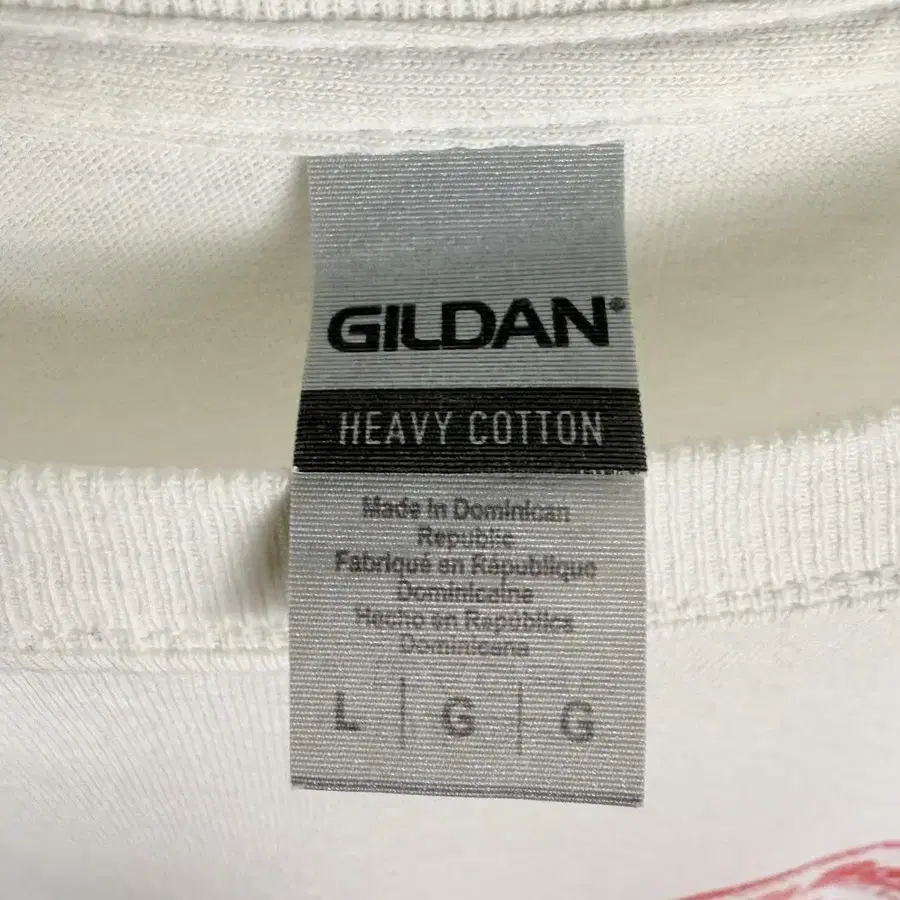 GILDAN®
HEAVY COTTON
Made in Dominican
Republic
Fabriqué en République
Dominicaine
Hecho en República
Dominicana
L | G | G